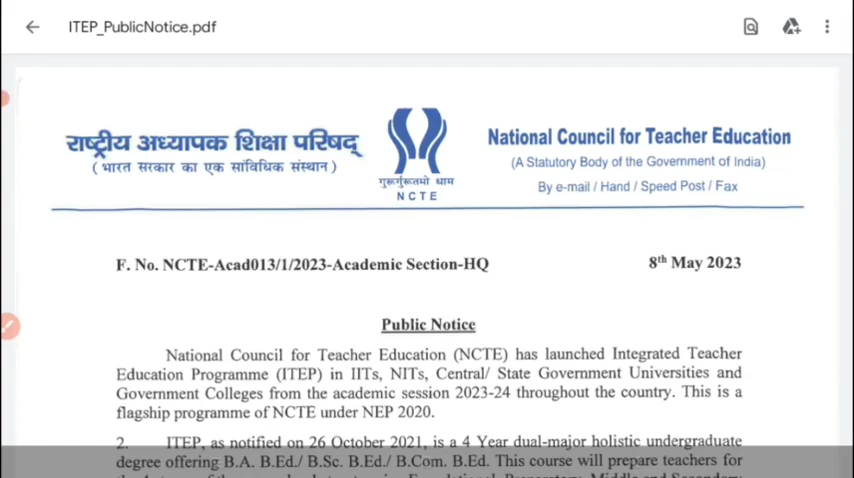 ITEP_PublicNotice.pdf
राष्ट्रीय अध्यापक शिक्षा परिषद्
(भारत सरकार का एक सांविधिक संस्थान)
गुरुर्गुरुतमो धाम
NCTE
National Council for Teacher Education
(A Statutory Body of the Government of India)
By e-mail / Hand / Speed Post / Fax
F. No. NCTE-Acad013/1/2023-Academic Section-HQ 8th May 2023
Public Notice
National Council for Teacher Education (NCTE) has launched Integrated Teacher
Education Programme (ITEP) in IITs, NITs, Central/ State Government Universities and
Government Colleges from the academic session 2023-24 throughout the country. This is a
flagship programme of NCTE under NEP 2020.
2. ITEP, as notified on 26 October 2021, is a 4 Year dual-major holistic undergraduate
degree offering B.A. B.Ed./ B.Sc. B.Ed./ B.Com. B.Ed. This course will prepare teachers for